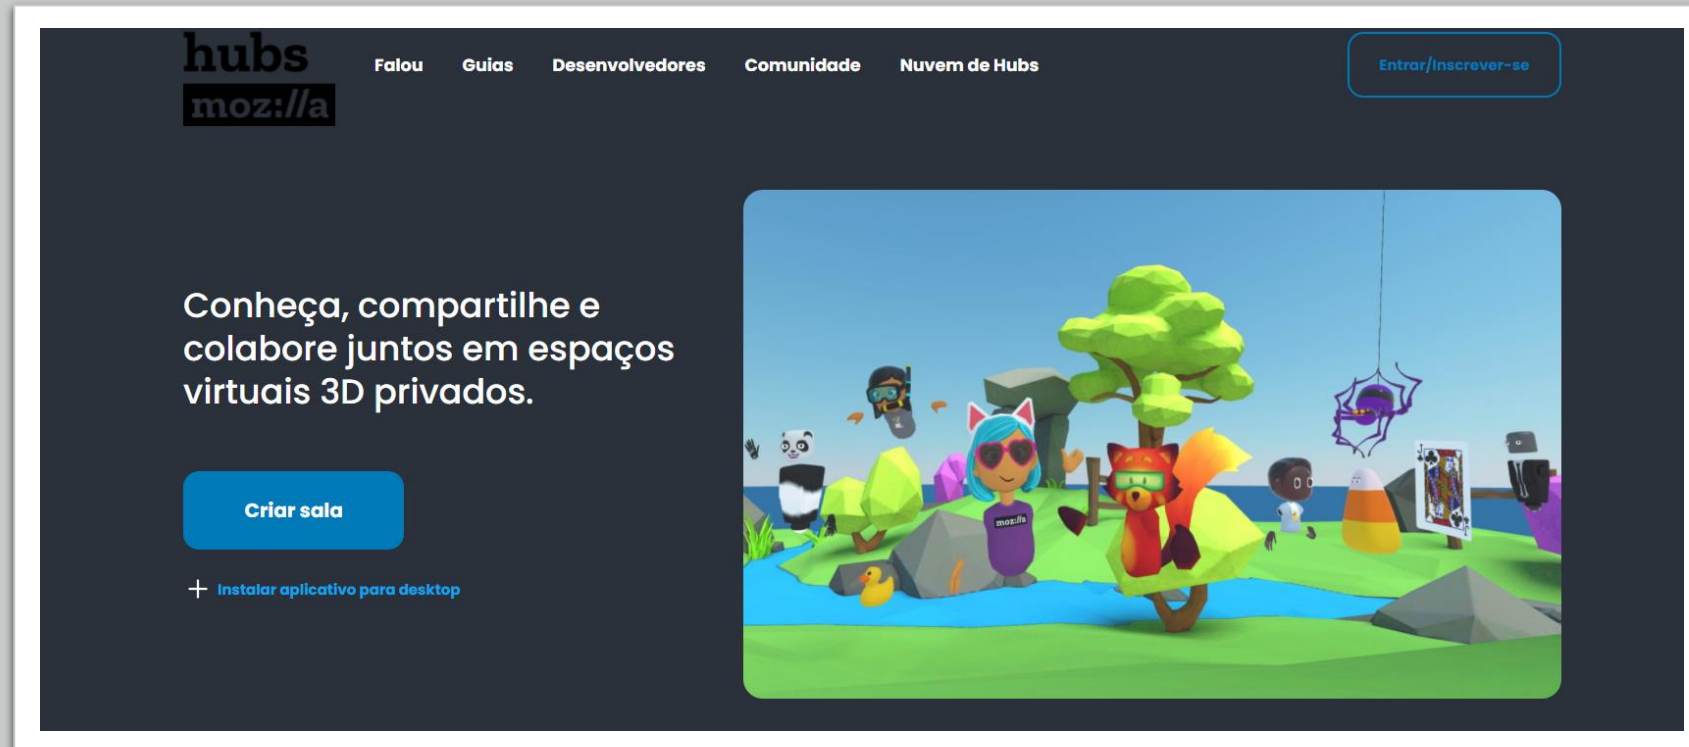 hubs
moz://a
Falou
Guias
Desenvolvedores
Comunidade
Nuvem de Hubs
Entrar/Inscrever-se
Conheça, compartilhe e
colabore juntos em espaços
virtuais 3D privados.
Criar sala
Instalar aplicativo para desktop
moz://a
J